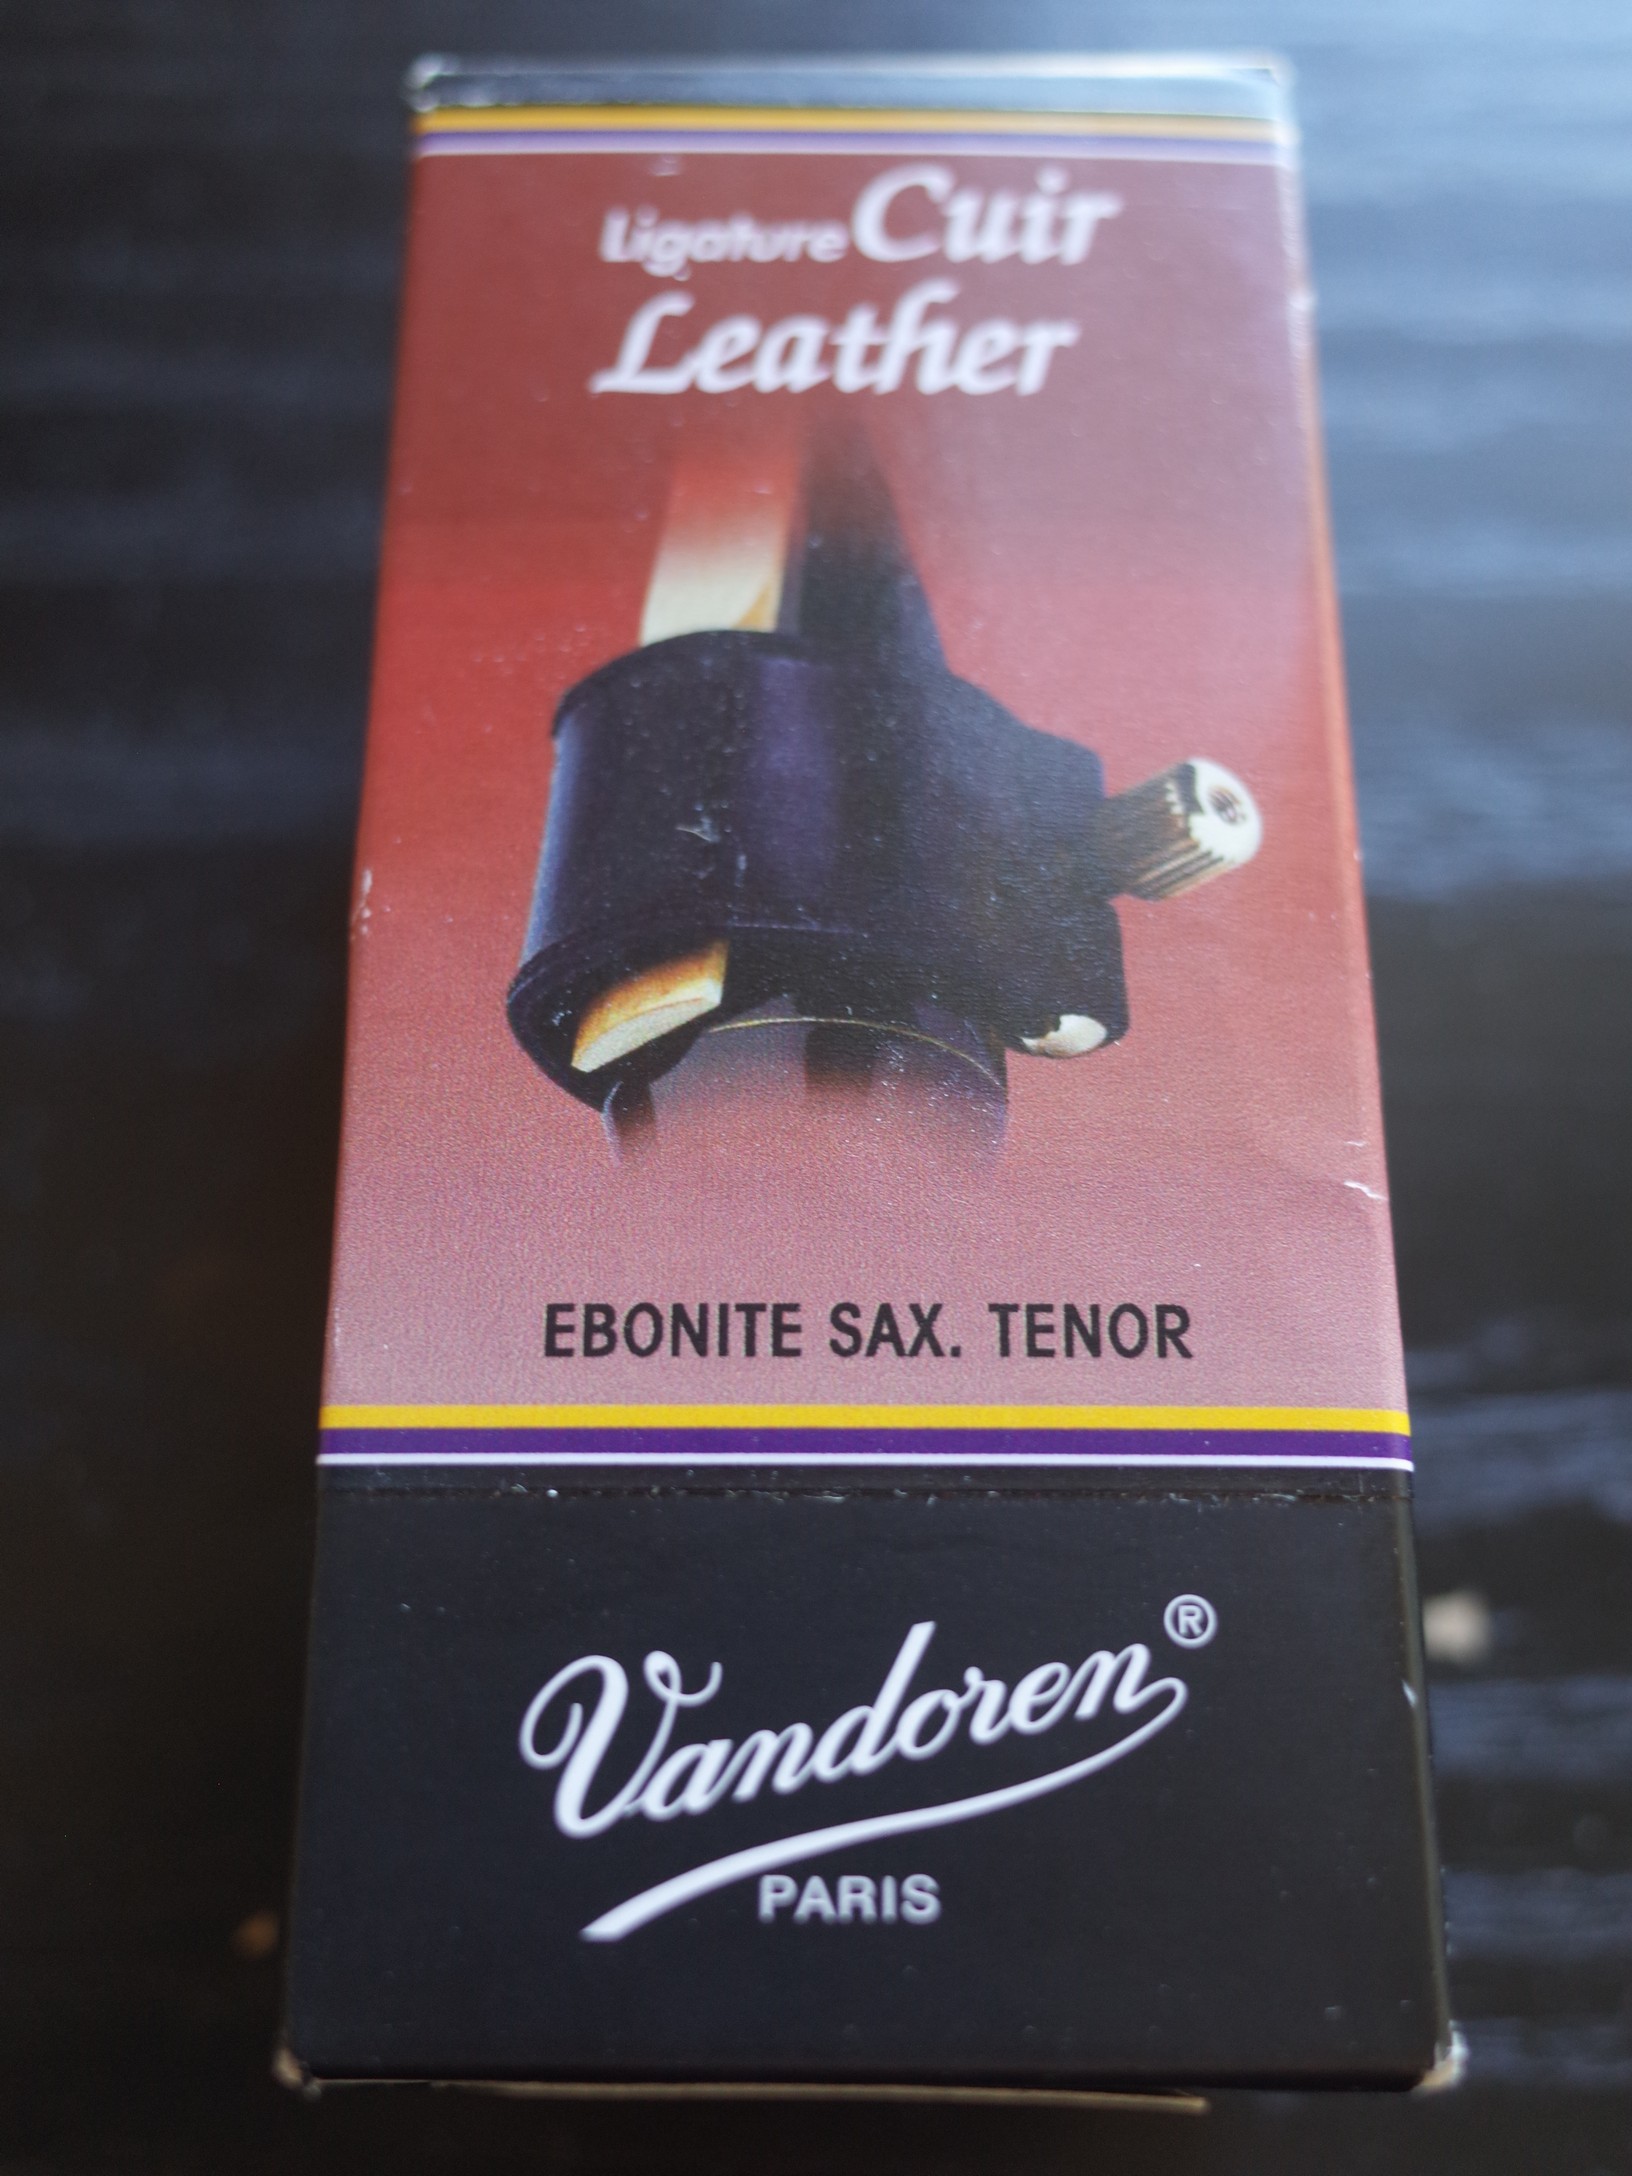 Ligature Cuir
Leather
EBONITE SAX. TENOR
Vandoren®
PARIS